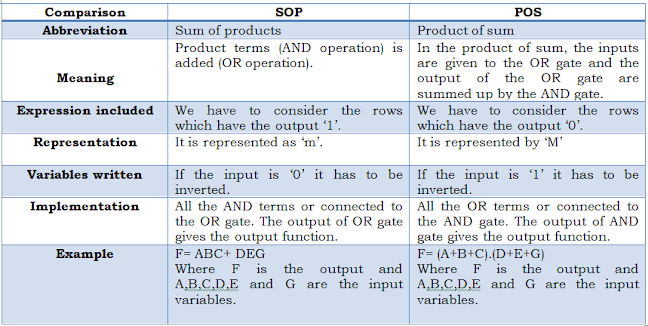 Comparison SOP POS
Abbreviation Sum of products Product of sum
Meaning
Product terms (AND operation) is
added (OR operation).
In the product of sum, the inputs
are given to the OR gate and the
output of the OR gate are
summed up by the AND gate.
Expression included
We have to consider the rows
which have the output ‘1’.
We have to consider the rows
which have the output ‘0’.
Representation It is represented as ‘m’. It is represented by ‘M’
Variables written
If the input is ‘0’ it has to be
inverted.
If the input is ‘1’ it has to be
inverted.
Implementation
All the AND terms or connected to
the OR gate. The output of OR gate
gives the output function.
All the OR terms or connected to
the AND gate. The output of AND
gate gives the output function.
Example
F= ABC+ DEG
Where F is the output and
A,B,C,D,E and G are the input
variables.
F= (A+B+C).(D+E+G)
Where F is the output and
A,B,C,D,E and G are the input
variables.